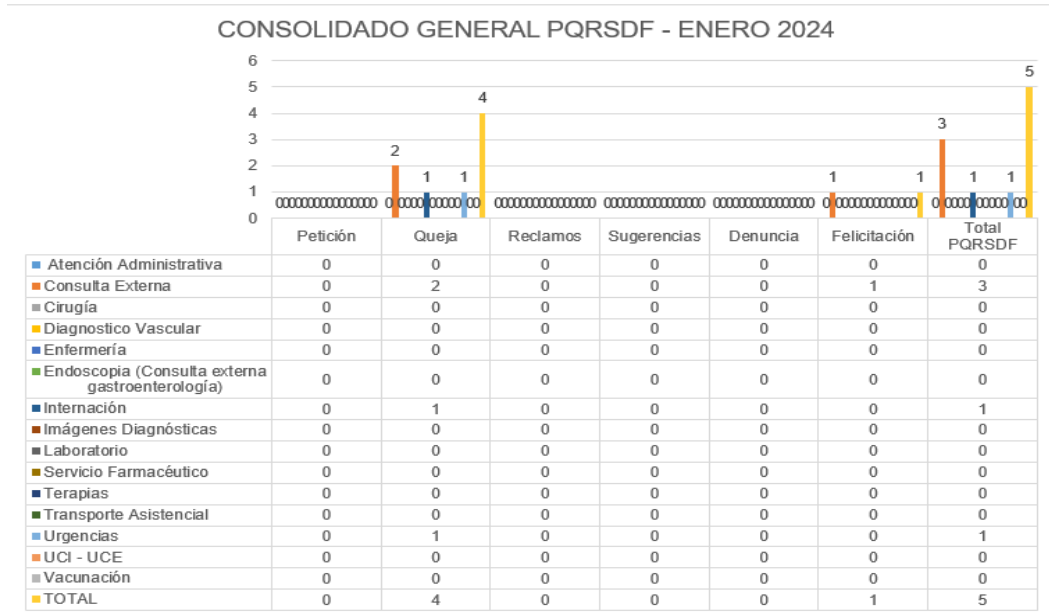 CONSOLIDADO GENERAL PQRSDF - ENERO 2024
6
5
5
4
4
3
3
2
2
1 1
1 1
1 1
1
0
Petición Queja Reclamos Sugerencias Denuncia Felicitación Total
PQRSDF
Atención Administrativa 0 0 0 0 0 0 0
Consulta Externa 0 2 0 0 0 1 3
Cirugía 0 0 0 0 0 0 0
Diagnostico Vascular 0 0 0 0 0 0 0
Enfermería 0 0 0 0 0 0 0
Endoscopia (Consulta externa
gastroenterología) 0 0 0 0 0 0 0
Internación 0 1 0 0 0 0 1
Imágenes Diagnósticas 0 0 0 0 0 0 0
Laboratorio 0 0 0 0 0 0 0
Servicio Farmacéutico 0 0 0 0 0 0 0
Terapias 0 0 0 0 0 0 0
Transporte Asistencial 0 0 0 0 0 0 0
Urgencias 0 1 0 0 0 0 1
UCI - UCE 0 0 0 0 0 0 0
Vacunación 0 0 0 0 0 0 0
TOTAL 0 4 0 0 0 1 5